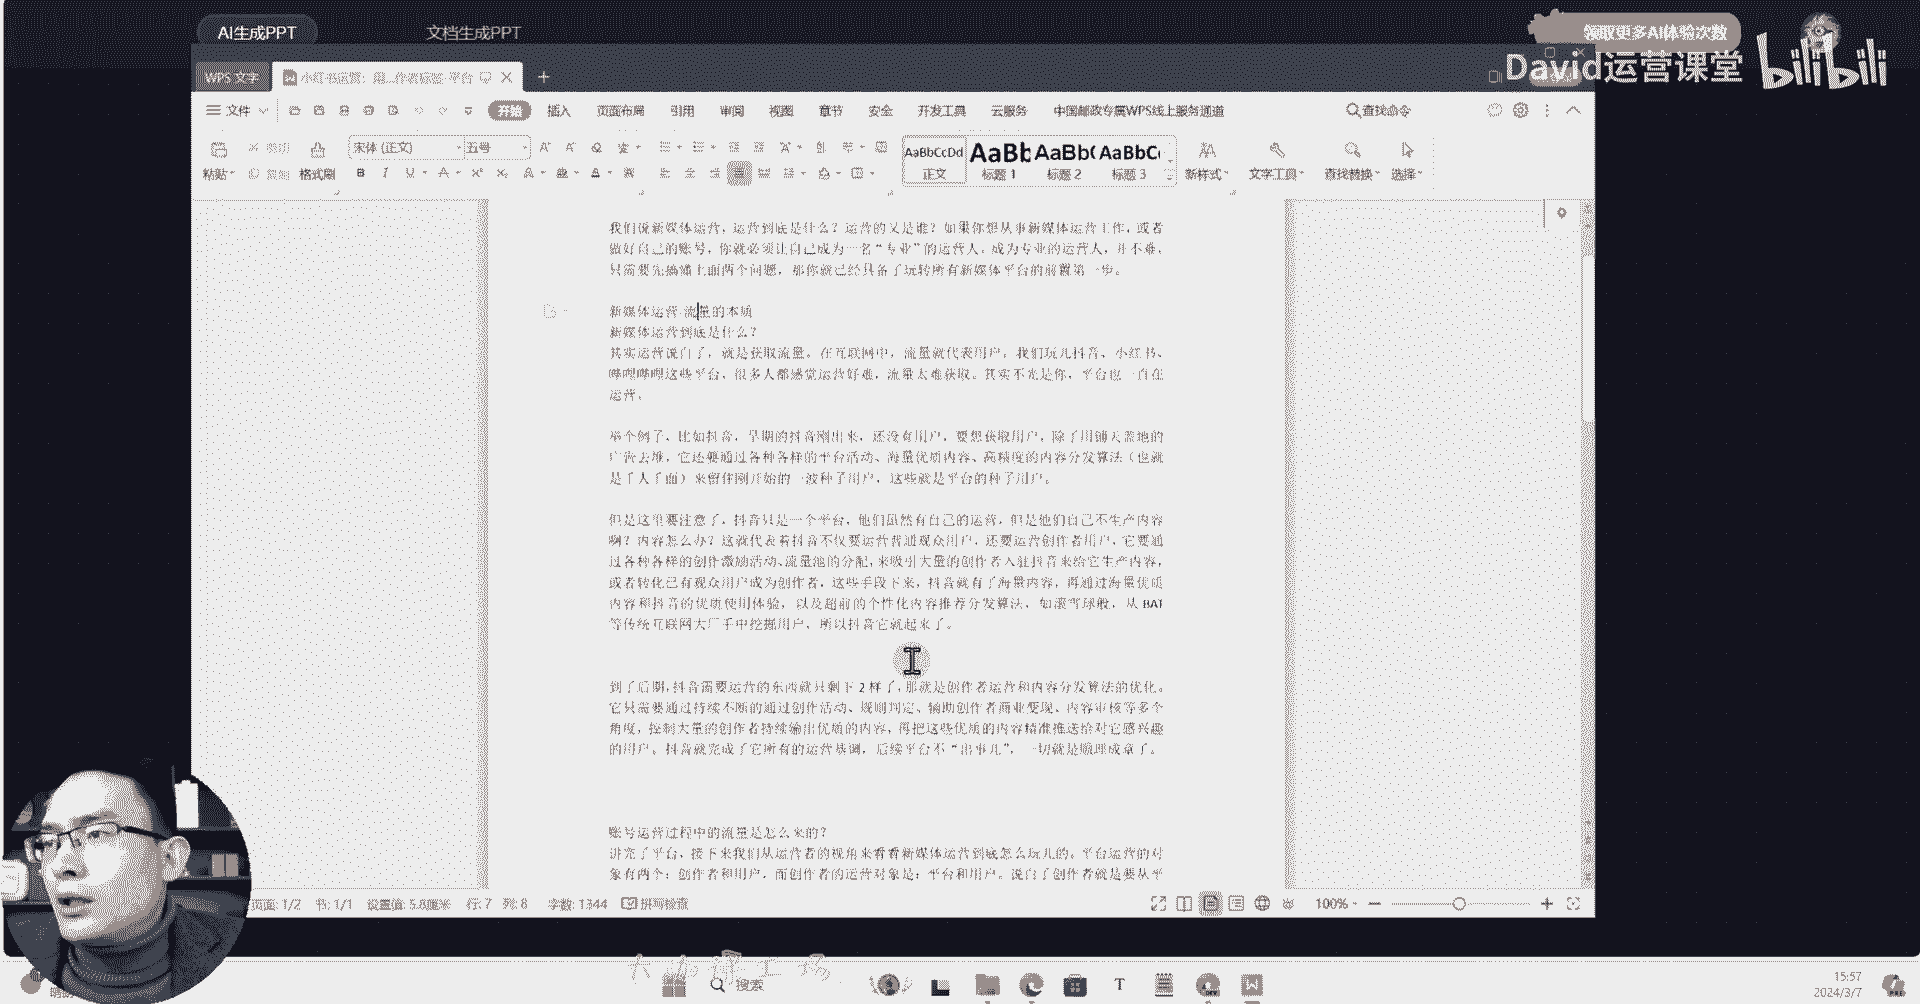 AI生成PPT
文档生成PPT
领取更多AI体验次数
David运营课堂
bilibili
WPS 文字
小红书运营：
作者标签 平台
文件
开始
插入
页面布局
引用
审阅
视图
章节
安全
开发工具
云服务
中国邮政专属WPS线上服务通道
查找命令
剪切
宋体 (正文)
五号
AaBbCcDd
AaBb
AaBb(
AaBbC
粘贴
复制
格式刷
正文
标题 1
标题 2
标题 3
新样式
文字工具
查找替换
选择
我们说新媒体运营，运营到底是什么？运营的又是谁？如果你想从事新媒体运营工作，或者
做好自己的账号，你就必须让自己成为一名“专业”的运营人。成为专业的运营人，并不难，
只需要先搞懂上面两个问题，那你就已经具备了玩转所有新媒体平台的前置第一步。
新媒体运营 流量的本质
新媒体运营到底是什么？
其实运营说白了，就是获取流量。在互联网中，流量就代表用户。我们玩儿抖音、小红书、
哔哩哔哩这些平台，很多人都感觉运营好难，流量太难获取。其实不光是你，平台也一直在
运营。
举个例子，比如抖音，早期的抖音刚出来，还没有用户，要想获取用户，除了用铺天盖地的
广告去堆，它还要通过各种各样的平台活动、海量优质内容、高精度的内容分发算法（也就
是千人千面）来留住刚开始的一波种子用户，这些就是平台的种子用户。
但是这里要注意了，抖音只是一个平台，他们虽然有自己的运营，但是他们自己不生产内容
啊？内容怎么办？这就代表着抖音不仅要运营普通观众用户，还要运营创作者用户，它要通
过各种各样的创作激励活动、流量池的分配，来吸引大量的创作者入驻抖音来给它生产内容，
或者转化已有观众用户成为创作者，这些手段下来，抖音就有了海量内容，再通过海量优质
内容和抖音的优质使用体验，以及超前的个性化内容推荐分发算法，如滚雪球般，从 BAT
等传统互联网大厂手中挖掘用户，所以抖音它就起来了。
到了后期，抖音需要运营的东西就只剩下 2 样了，那就是创作者运营和内容分发算法的优化。
它只需要通过持续不断的通过创作活动、规则判定、辅助创作者商业变现、内容审核等多个
角度，控制大量的创作者持续输出优质的内容，再把这些优质的内容精准推送给对它感兴趣
的用户。抖音就完成了它所有的运营基调，后续平台不“出事儿”，一切就是顺理成章了。
账号运营过程中的流量是怎么来的？
讲完了平台，接下来我们从运营者的视角来看看新媒体运营到底怎么玩儿的。平台运营的对
象有两个：创作者和用户，而创作者的运营对象是：平台和用户。说白了创作者就是要从平
页面: 1/2 节: 1/1 设置值: 5.8厘米 行: 7 列: 8 字数: 1344 拼写检查
100%
搜索
15:57
2024/3/7